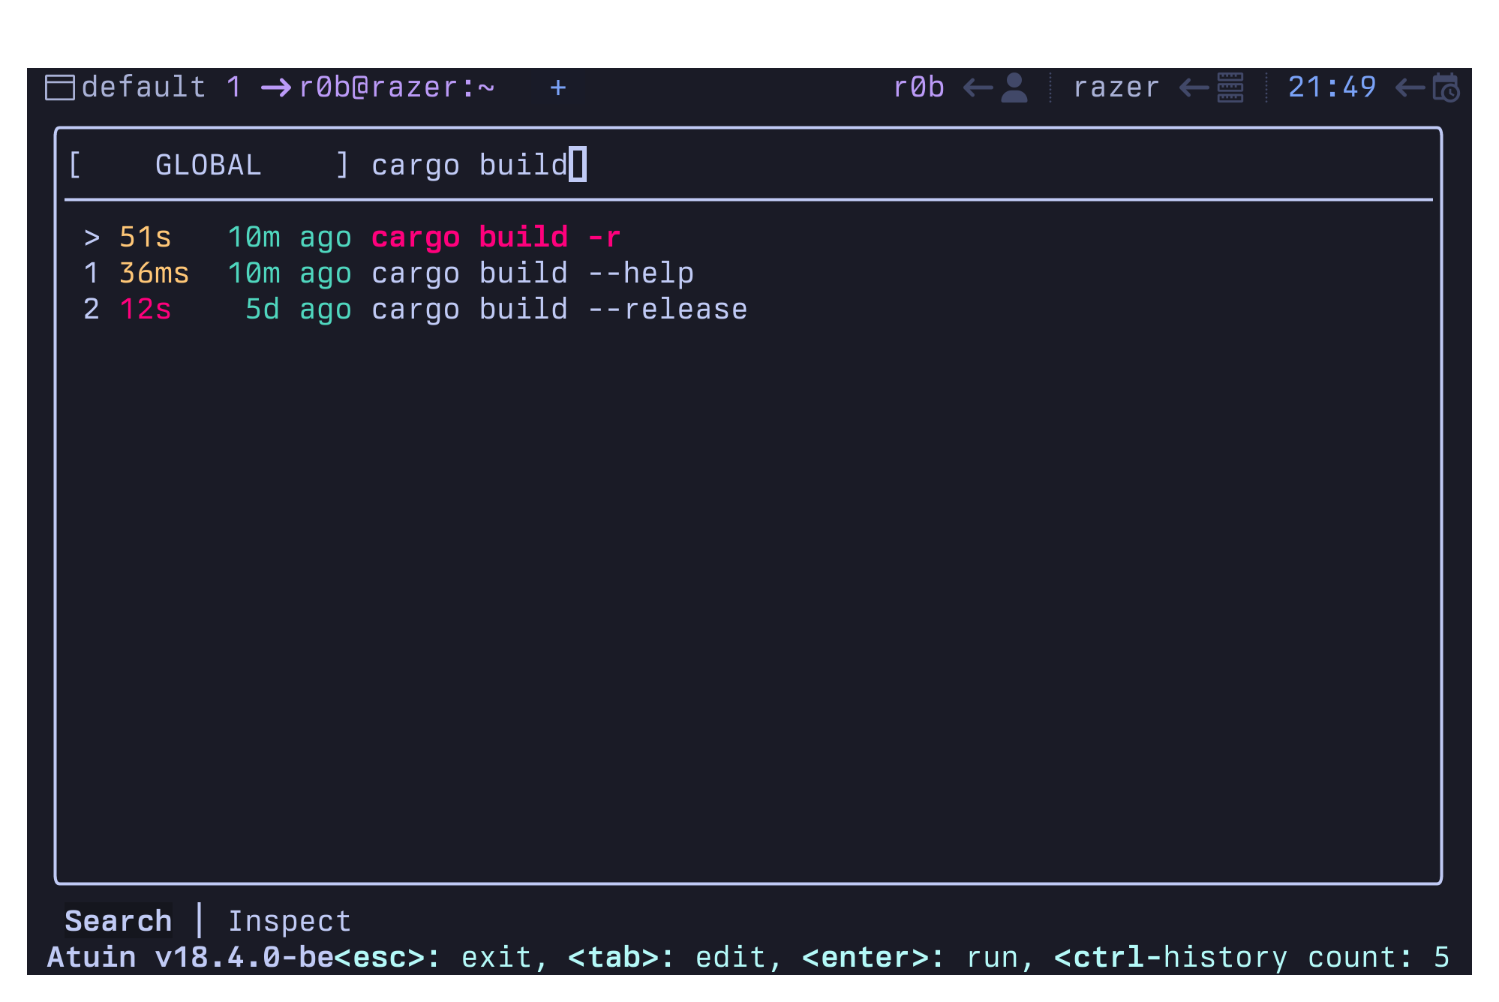 default 1 → r0b@razer:~ + r0b ← razer ← 21:49 ←
[ GLOBAL ] cargo build
> 51s 10m ago cargo build -r
1 36ms 10m ago cargo build --help
2 12s 5d ago cargo build --release
Search | Inspect
Atuin v18.4.0-be<esc>: exit, <tab>: edit, <enter>: run, <ctrl-history count: 5